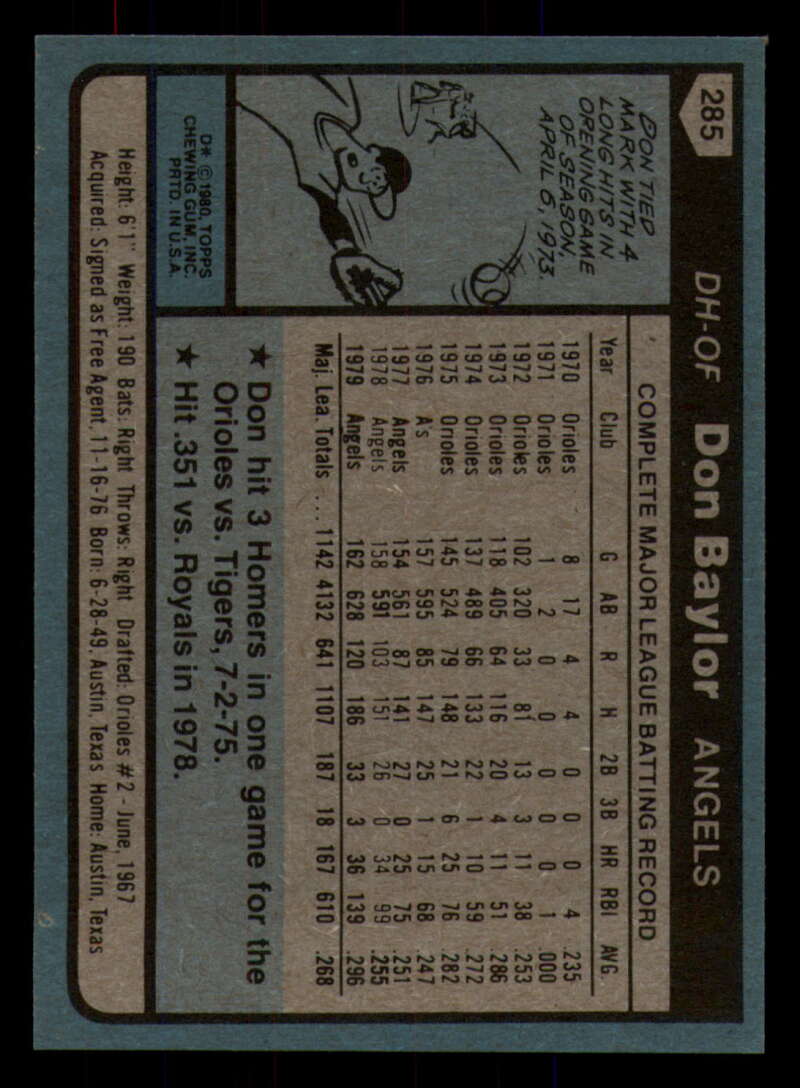 285
DH-OF Don Baylor ANGELS
DON TIED
MARK WITH 4
LONG HITS IN
OPENING GAME
OF SEASON,
APRIL 6, 1973.
D* © 1980, TOPPS
CHEWING GUM, INC.
PRTD. IN U.S.A.
COMPLETE MAJOR LEAGUE BATTING RECORD
Year Club G AB R H 2B 3B HR RBI AVG.
1970 Orioles 8 17 4 4 0 0 0 4 .235
1971 Orioles 1 2 0 0 0 0 0 1 .000
1972 Orioles 102 320 33 81 13 3 11 38 .253
1973 Orioles 118 405 64 116 20 4 11 51 .286
1974 Orioles 137 489 66 133 22 1 10 59 .272
1975 Orioles 145 524 79 148 21 6 25 76 .282
1976 A's 157 595 85 147 25 1 15 68 .247
1977 Angels 154 561 87 141 27 0 25 75 .251
1978 Angels 158 591 103 151 26 0 34 99 .255
1979 Angels 162 628 120 186 33 3 36 139 .296
Maj. Lea. Totals ... 1142 4132 641 1107 187 18 167 610 .268
★ Don hit 3 Homers in one game for the
Orioles vs. Tigers, 7-2-75.
★ Hit .351 vs. Royals in 1978.
Height: 6'1" Weight: 190 Bats: Right Throws: Right Drafted: Orioles #2 - June, 1967
Acquired: Signed as Free Agent, 11-16-76 Born: 6-28-49, Austin, Texas Home: Austin, Texas